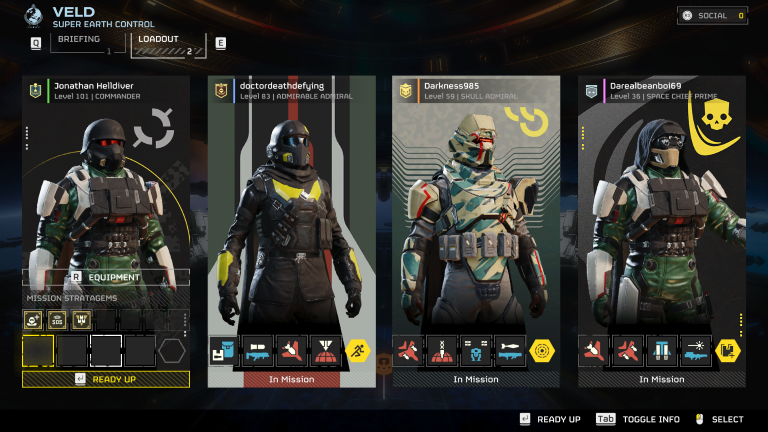 VELD
SUPER EARTH CONTROL
SOCIAL 0
Q BRIEFING 1 LOADOUT 2 E
Jonathan Helldiver
Level 101 | COMMANDER
doctordeathdefying
Level 83 | ADMIRABLE ADMIRAL
Darkness985
Level 59 | SKULL ADMIRAL
Darealbeanboi69
Level 36 | SPACE CHIEF PRIME
R EQUIPMENT
MISSION STRATAGEMS
SOS
READY UP
In Mission
In Mission
In Mission
READY UP Tab TOGGLE INFO SELECT